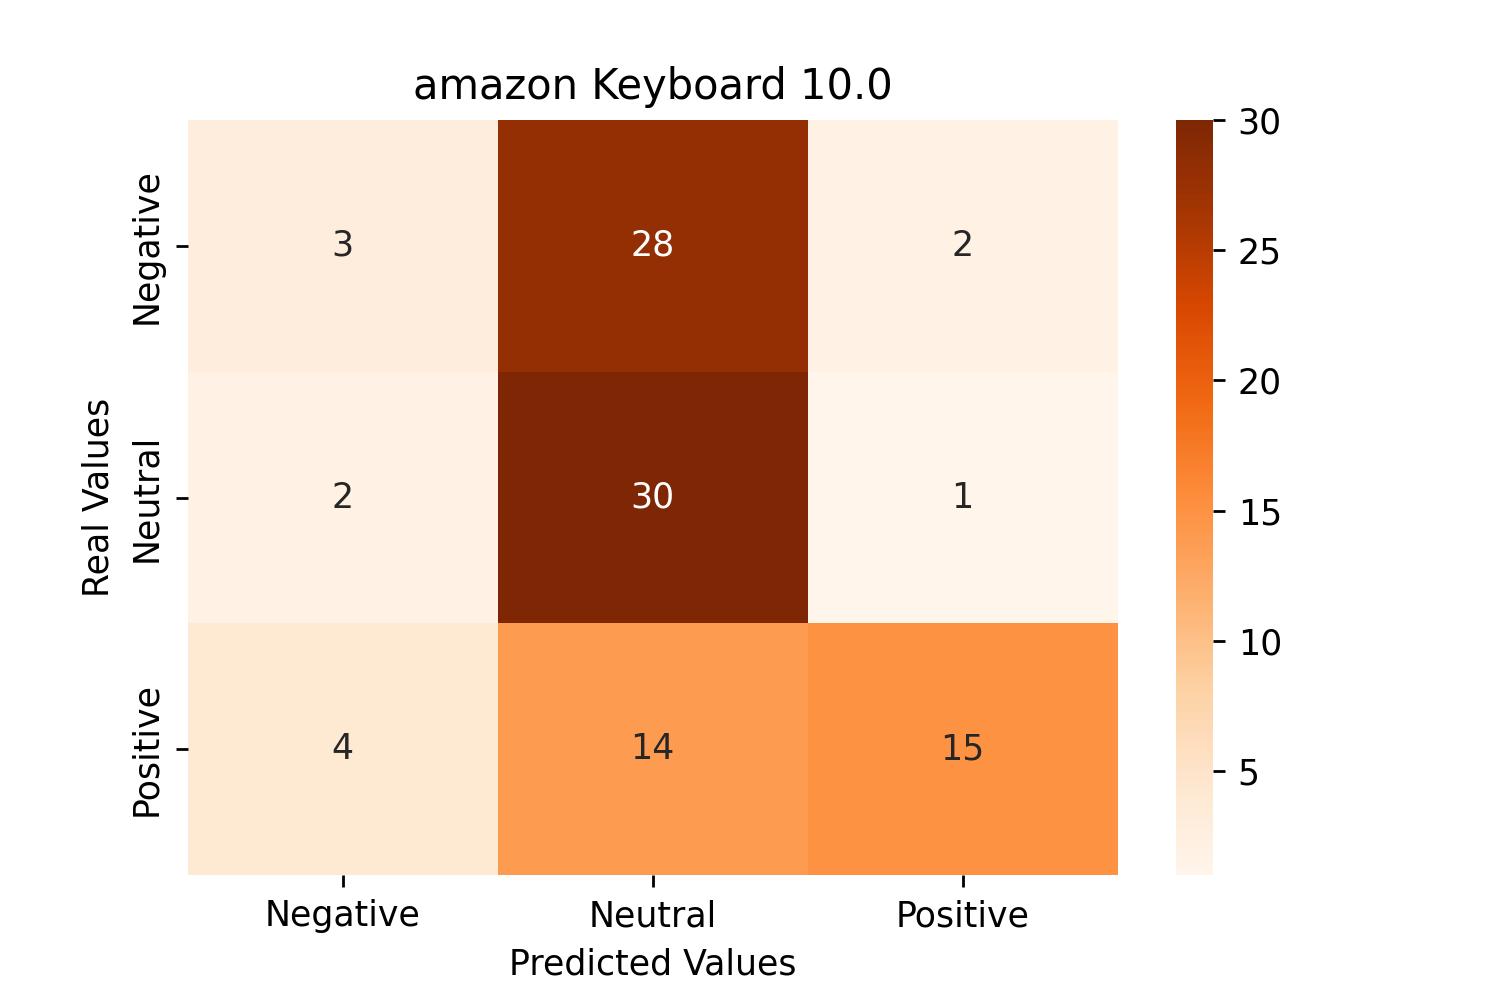 amazon Keyboard 10.0
Real Values
Negative
3
28
2
Neutral
2
30
1
Positive
4
14
15
Negative
Neutral
Positive
Predicted Values
30
25
20
15
10
5